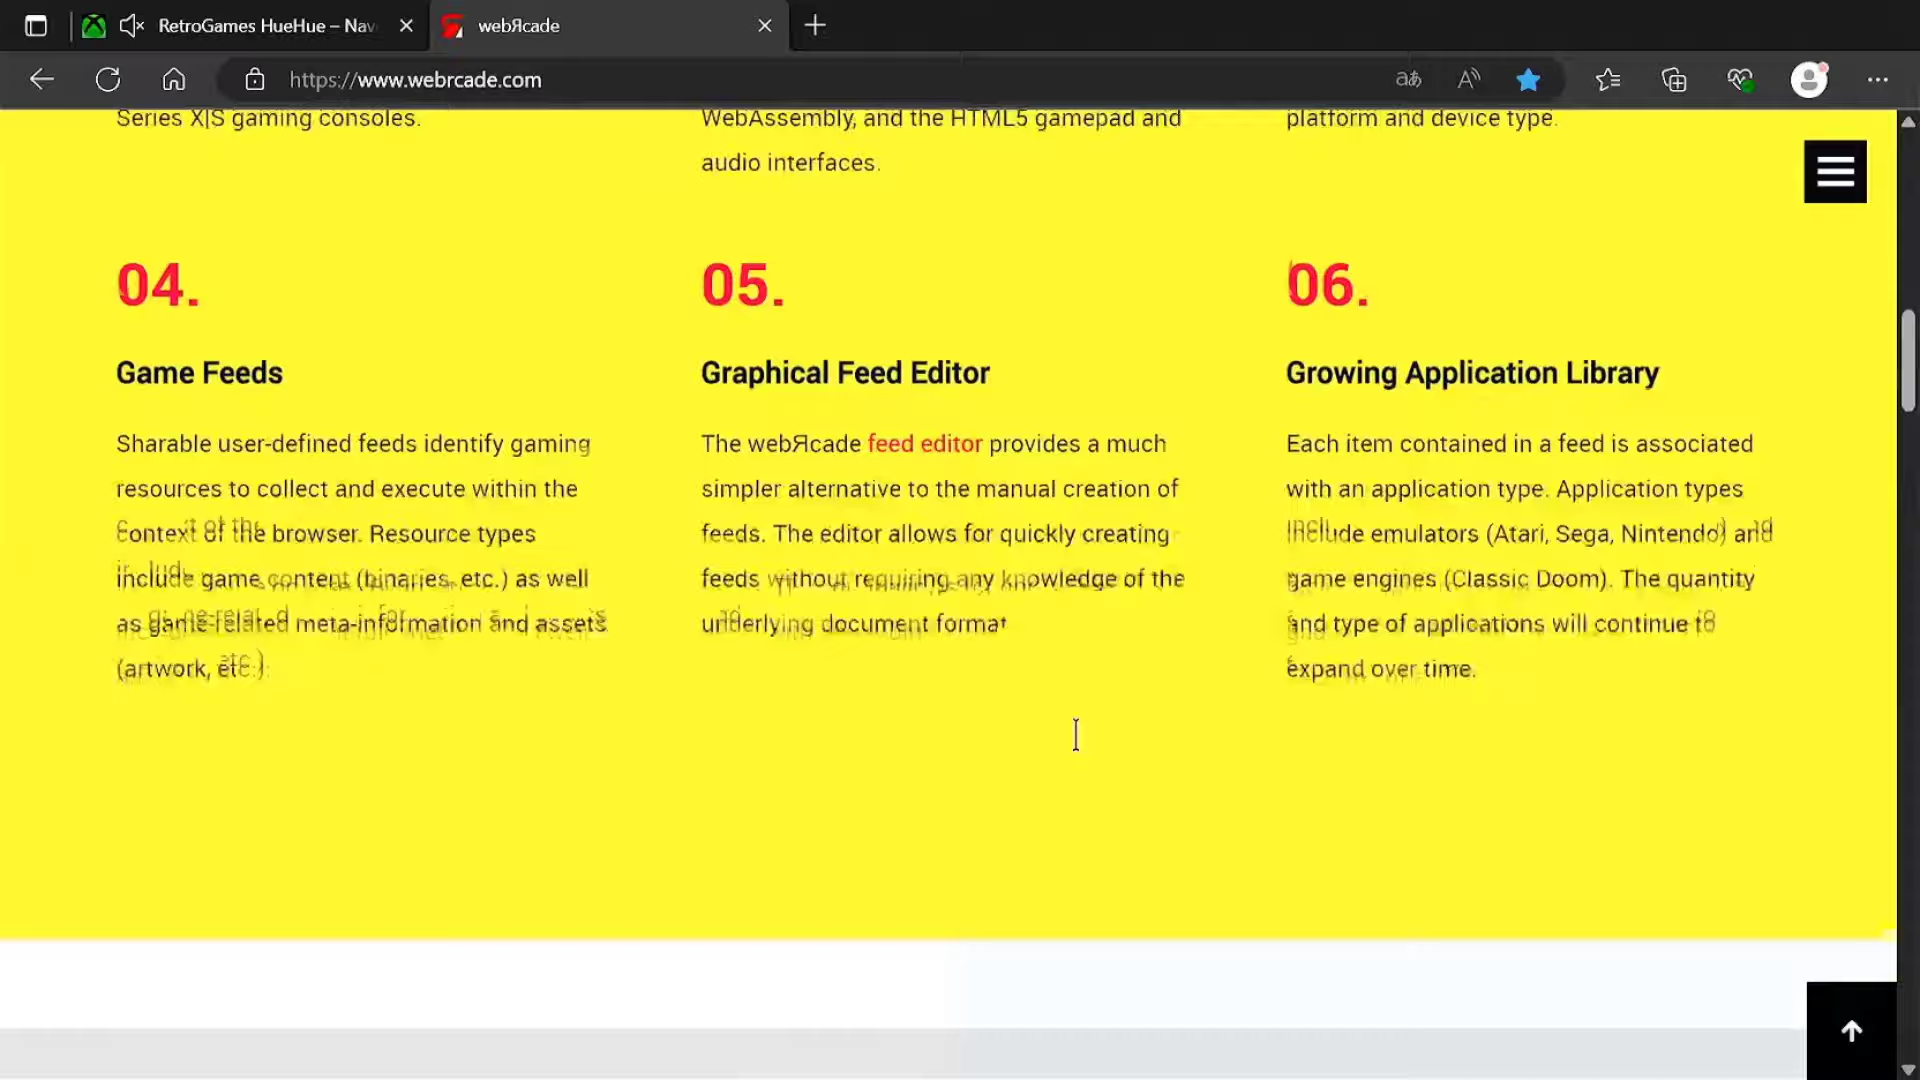 RetroGames HueHue – Nav
webЯcade
https://www.webrcade.com
aあ
Series X|S gaming consoles.
WebAssembly, and the HTML5 gamepad and
audio interfaces.
platform and device type.
04.
Game Feeds
Sharable user-defined feeds identify gaming
resources to collect and execute within the
context of the browser. Resource types
include game content (binaries, etc.) as well
as game-related meta-information and assets
(artwork, etc.).
05.
Graphical Feed Editor
The webЯcade feed editor provides a much
simpler alternative to the manual creation of
feeds. The editor allows for quickly creating
feeds without requiring any knowledge of the
underlying document format
06.
Growing Application Library
Each item contained in a feed is associated
with an application type. Application types
include emulators (Atari, Sega, Nintendo) and
game engines (Classic Doom). The quantity
and type of applications will continue to
expand over time.